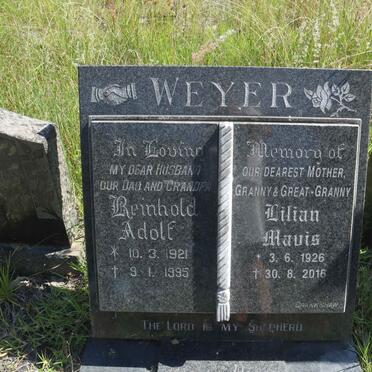 WEYER
In Loving
MY DEAR HUSBAND
OUR DAD AND GRANDPA
Reinhold
Adolf
* 10. 3. 1921
† 9. 1. 1995
Memory of
OUR DEAREST MOTHER,
GRANNY & GREAT-GRANNY
Lilian
Mavis
* 3. 6. 1926
† 30. 8. 2016
CRANKSHAWS
THE LORD IS MY SHEPHERD